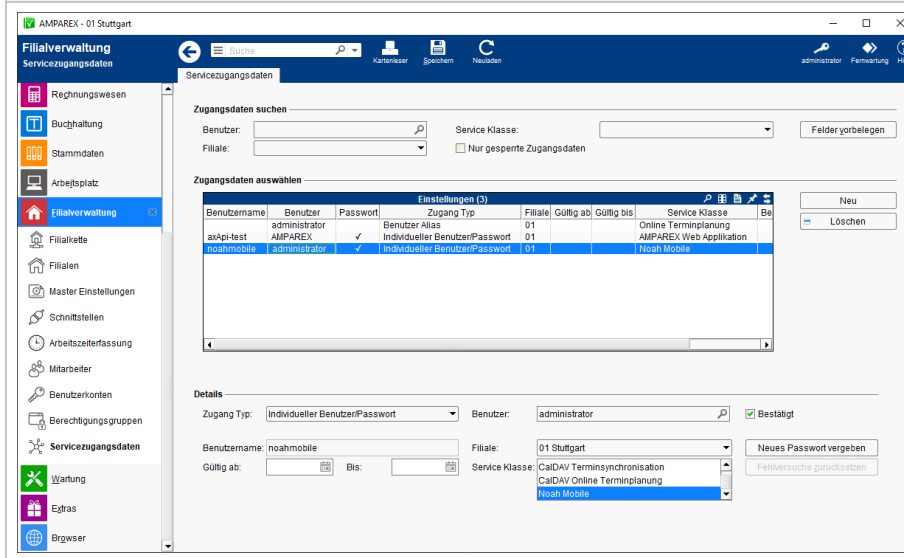 AMPAREX - 01 Stuttgart
Filialverwaltung
Servicezugangsdaten
Suche
Kartenleser
Speichern
Neuladen
administrator
Fernwartung
Servicezugangsdaten
Rechnungswesen
Buchhaltung
Stammdaten
Arbeitsplatz
Filialverwaltung
Filialkette
Filialen
Master Einstellungen
Schnittstellen
Arbeitszeiterfassung
Mitarbeiter
Benutzerkonten
Berechtigungsgruppen
Servicezugangsdaten
Wartung
Extras
Browser
Zugangsdaten suchen
Benutzer: Service Klasse: Felder vorbelegen
Filiale: Nur gesperrte Zugangsdaten
Zugangsdaten auswählen
Einstellungen (3)
Neu
Löschen
Benutzername Benutzer Passwort Zugang Typ Filiale Gültig ab Gültig bis Service Klasse Be
administrator Benutzer Alias 01 Online Terminplanung
axApi-test AMPAREX ✓ Individueller Benutzer/Passwort 01 AMPAREX Web Applikation
noahmobile administrator ✓ Individueller Benutzer/Passwort 01 Noah Mobile
Details
Zugang Typ: Individueller Benutzer/Passwort Benutzer: administrator Bestätigt
Benutzername: noahmobile Filiale: 01 Stuttgart Neues Passwort vergeben
Gültig ab: Bis: Service Klasse: CalDAV Terminsynchronisation Fehlversuche zurücksetzen
CalDAV Online Terminplanung
Noah Mobile